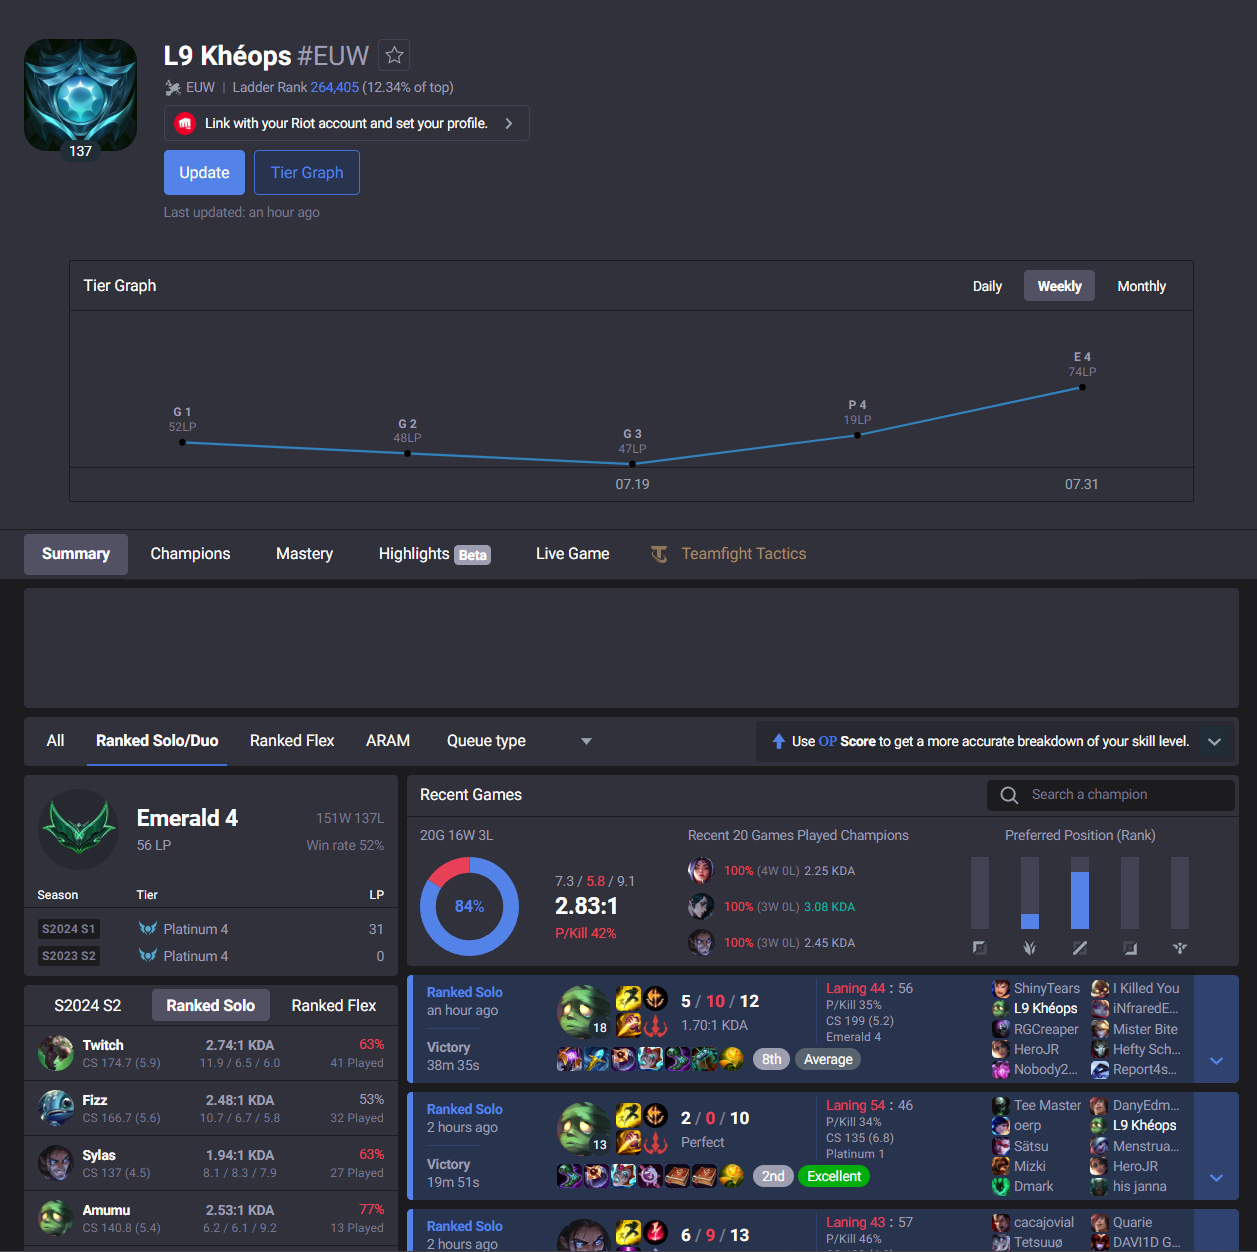 L9 Khéops #EUW
EUW | Ladder Rank 264,405 (12.34% of top)
Link with your Riot account and set your profile.
137
Update
Tier Graph
Last updated: an hour ago
Tier Graph
Daily
Weekly
Monthly
G 1
52LP
G 2
48LP
G 3
47LP
P 4
19LP
E 4
74LP
07.19
07.31
Summary
Champions
Mastery
Highlights Beta
Live Game
Teamfight Tactics
All
Ranked Solo/Duo
Ranked Flex
ARAM
Queue type
Use OP Score to get a more accurate breakdown of your skill level.
Emerald 4
56 LP
151W 137L
Win rate 52%
Season Tier LP
S2024 S1 Platinum 4 31
S2023 S2 Platinum 4 0
S2024 S2
Ranked Solo
Ranked Flex
Twitch 2.74:1 KDA 63%
CS 174.7 (5.9) 11.9 / 6.5 / 6.0 41 Played
Fizz 2.48:1 KDA 53%
CS 166.7 (5.6) 10.7 / 6.7 / 5.8 32 Played
Sylas 1.94:1 KDA 63%
CS 137 (4.5) 8.1 / 8.3 / 7.9 27 Played
Amumu 2.53:1 KDA 77%
CS 140.8 (5.4) 6.2 / 6.1 / 9.2 13 Played
Recent Games
Search a champion
20G 16W 3L
84%
7.3 / 5.8 / 9.1
2.83:1
P/Kill 42%
Recent 20 Games Played Champions
100% (4W 0L) 2.25 KDA
100% (3W 0L) 3.08 KDA
100% (3W 0L) 2.45 KDA
Preferred Position (Rank)
Ranked Solo
an hour ago
Victory
38m 35s
18
5 / 10 / 12
1.70:1 KDA
8th
Average
Laning 44 : 56
P/Kill 35%
CS 199 (5.2)
Emerald 4
ShinyTears
L9 Khéops
RGCreaper
HeroJR
Nobody2...
I Killed You
iNfraredE...
Mister Bite
Hefty Sch...
Report4s...
Ranked Solo
2 hours ago
Victory
19m 51s
13
2 / 0 / 10
Perfect
2nd
Excellent
Laning 54 : 46
P/Kill 34%
CS 135 (6.8)
Platinum 1
Tee Master
oerp
Sätsu
Mizki
Dmark
DanyEdm...
L9 Khéops
Menstrua...
HeroJR
his janna
Ranked Solo
2 hours ago
6 / 9 / 13
Laning 43 : 57
P/Kill 46%
cacajovial
Tetsuuø
Quarie
DAVI1D G...